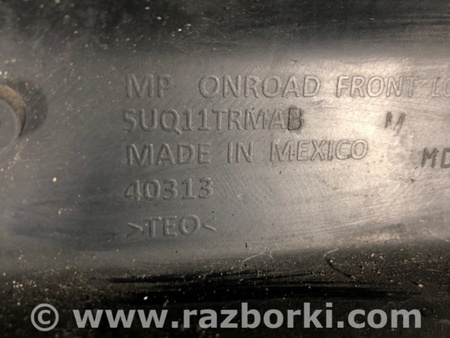 MP ONROAD FRONT
5UQ11TRMAB M
MADE IN MEXICO
40313
>TEO<
© www.razborki.com